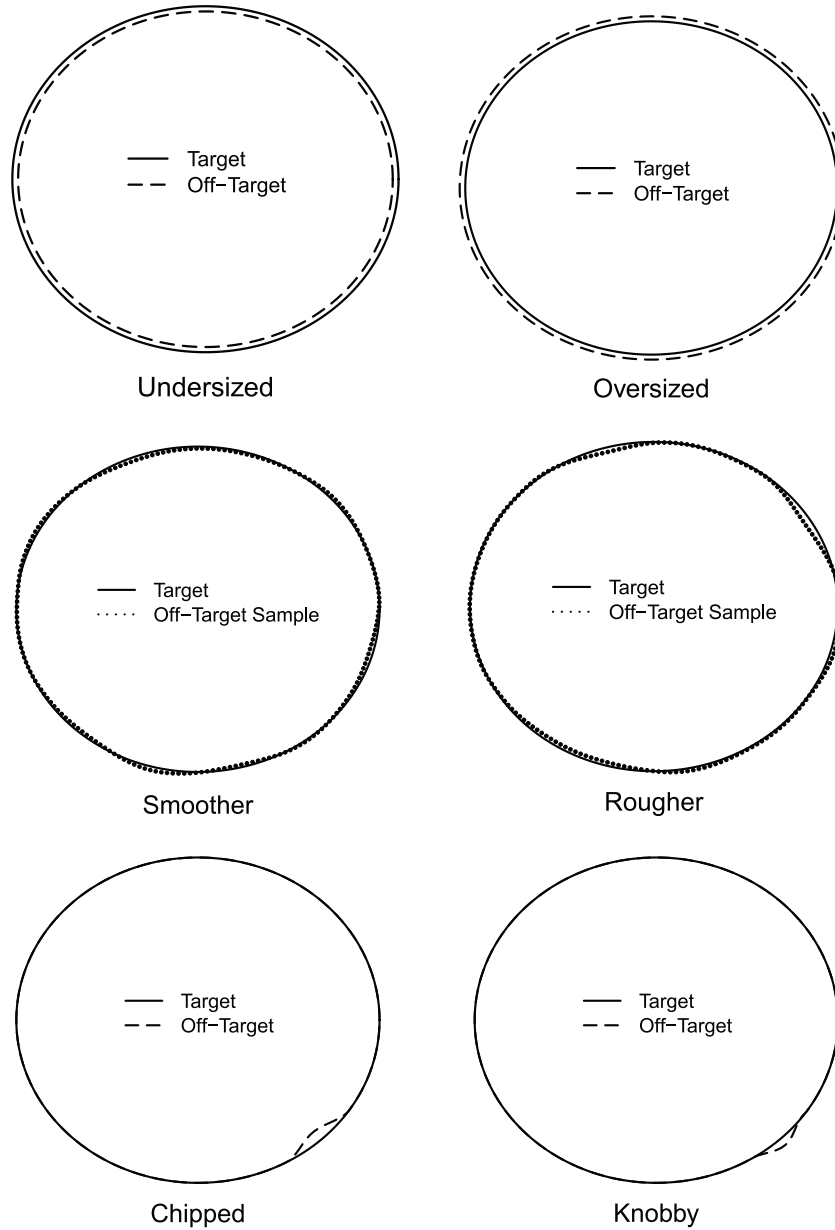 Target
Off−Target
Undersized
Target
Off−Target
Oversized
Target
Off−Target Sample
Smoother
Target
Off−Target Sample
Rougher
Target
Off−Target
Chipped
Target
Off−Target
Knobby